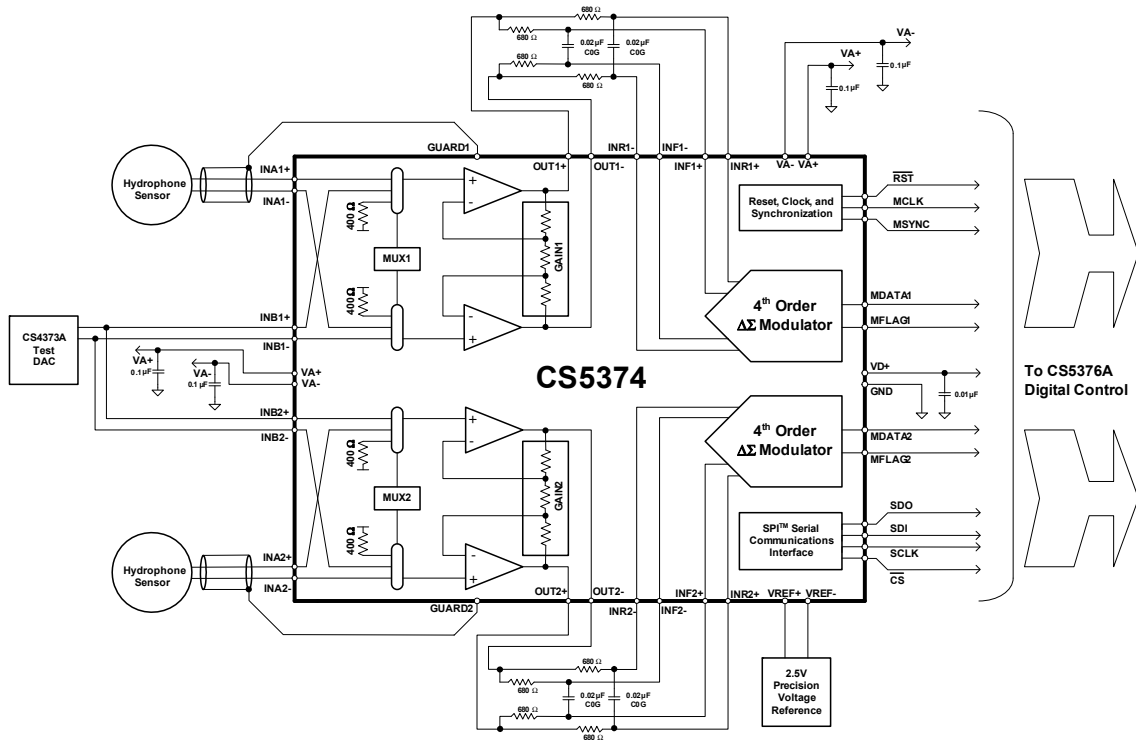 680 Ω
680 Ω
0.02µF
C0G
0.02µF
C0G
680 Ω
680 Ω
VA-
0.1µF
VA+
0.1µF
GUARD1
OUT1+
OUT1-
INR1-
INF1-
INF1+
INR1+
VA-
VA+
Hydrophone
Sensor
INA1+
INA1-
400 Ω
MUX1
400 Ω
+
-
-
+
GAIN1
Reset, Clock, and
Synchronization
RST
MCLK
MSYNC
4th Order
ΔΣ Modulator
MDATA1
MFLAG1
INB1+
INB1-
CS4373A
Test
DAC
VA+
0.1µF
VA-
0.1 µF
VA+
VA-
CS5374
VD+
GND
0.01µF
To CS5376A
Digital Control
INB2+
INB2-
400 Ω
MUX2
400 Ω
+
-
-
+
GAIN2
4th Order
ΔΣ Modulator
MDATA2
MFLAG2
SPI™ Serial
Communications
Interface
SDO
SDI
SCLK
CS
Hydrophone
Sensor
INA2+
INA2-
GUARD2
OUT2+
OUT2-
INR2-
INF2-
INF2+
INR2+
VREF+
VREF-
680 Ω
680 Ω
0.02µF
C0G
0.02µF
C0G
680 Ω
680 Ω
2.5V
Precision
Voltage
Reference